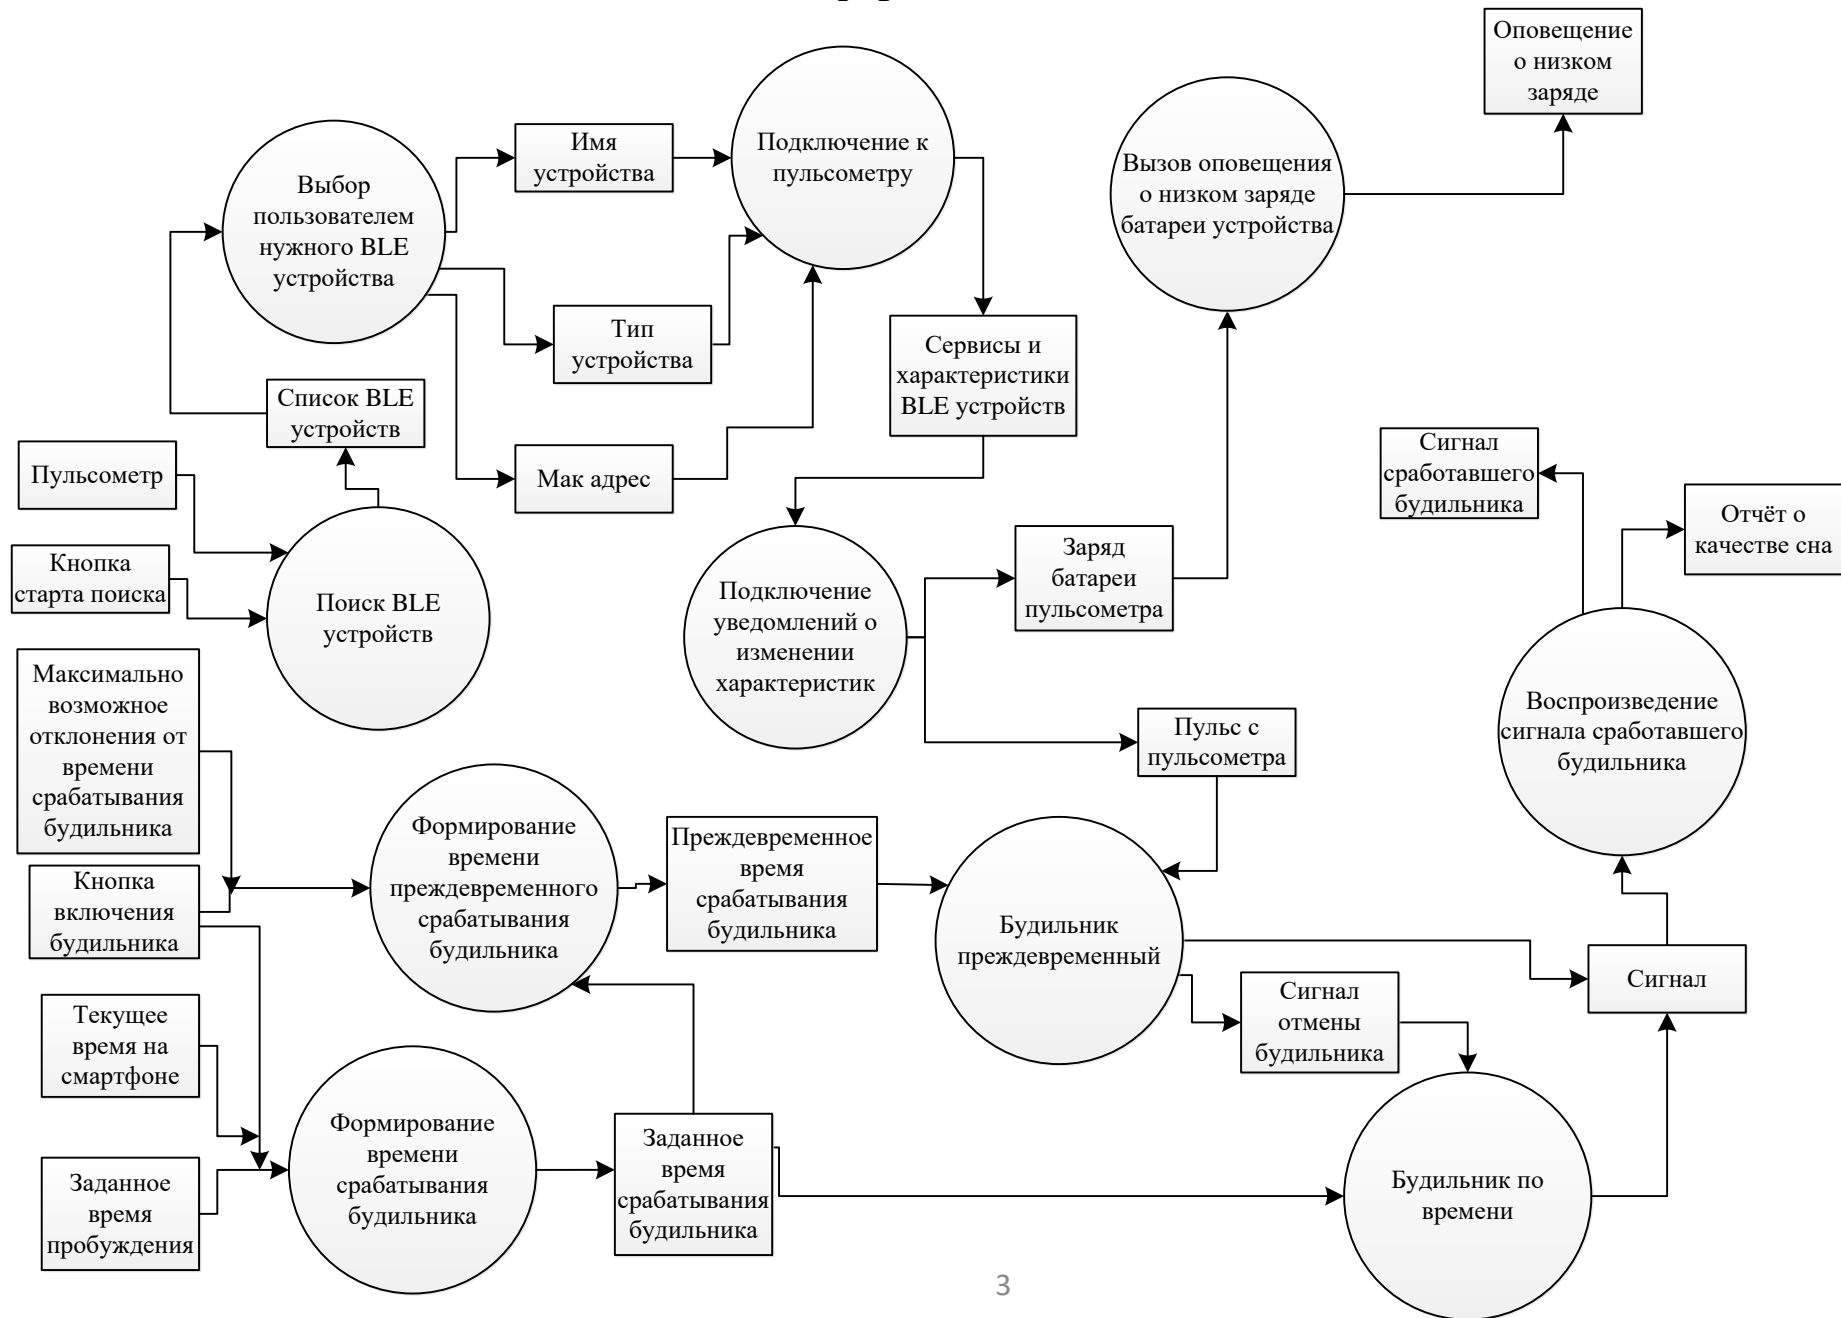 Оповещение
о низком
заряде
Имя
устройства
Подключение к
пульсометру
Вызов оповещения
о низком заряде
батареи устройства
Выбор
пользователем
нужного BLE
устройства
Тип
устройства
Сервисы и
характеристики
BLE устройств
Список BLE
устройств
Пульсометр
Мак адрес
Сигнал
сработавшего
будильника
Отчёт о
качестве сна
Кнопка
старта поиска
Поиск BLE
устройств
Подключение
уведомлений о
изменении
характеристик
Заряд
батареи
пульсометра
Максимально
возможное
отклонения от
времени
срабатывания
будильника
Пульс с
пульсометра
Воспроизведение
сигнала сработавшего
будильника
Формирование
времени
преждевременного
срабатывания
будильника
Преждевременное
время
срабатывания
будильника
Кнопка
включения
будильника
Будильник
преждевременный
Сигнал
Сигнал
отмены
будильника
Текущее
время на
смартфоне
Формирование
времени
срабатывания
будильника
Заданное
время
срабатывания
будильника
Заданное
время
пробуждения
Будильник по
времени
3